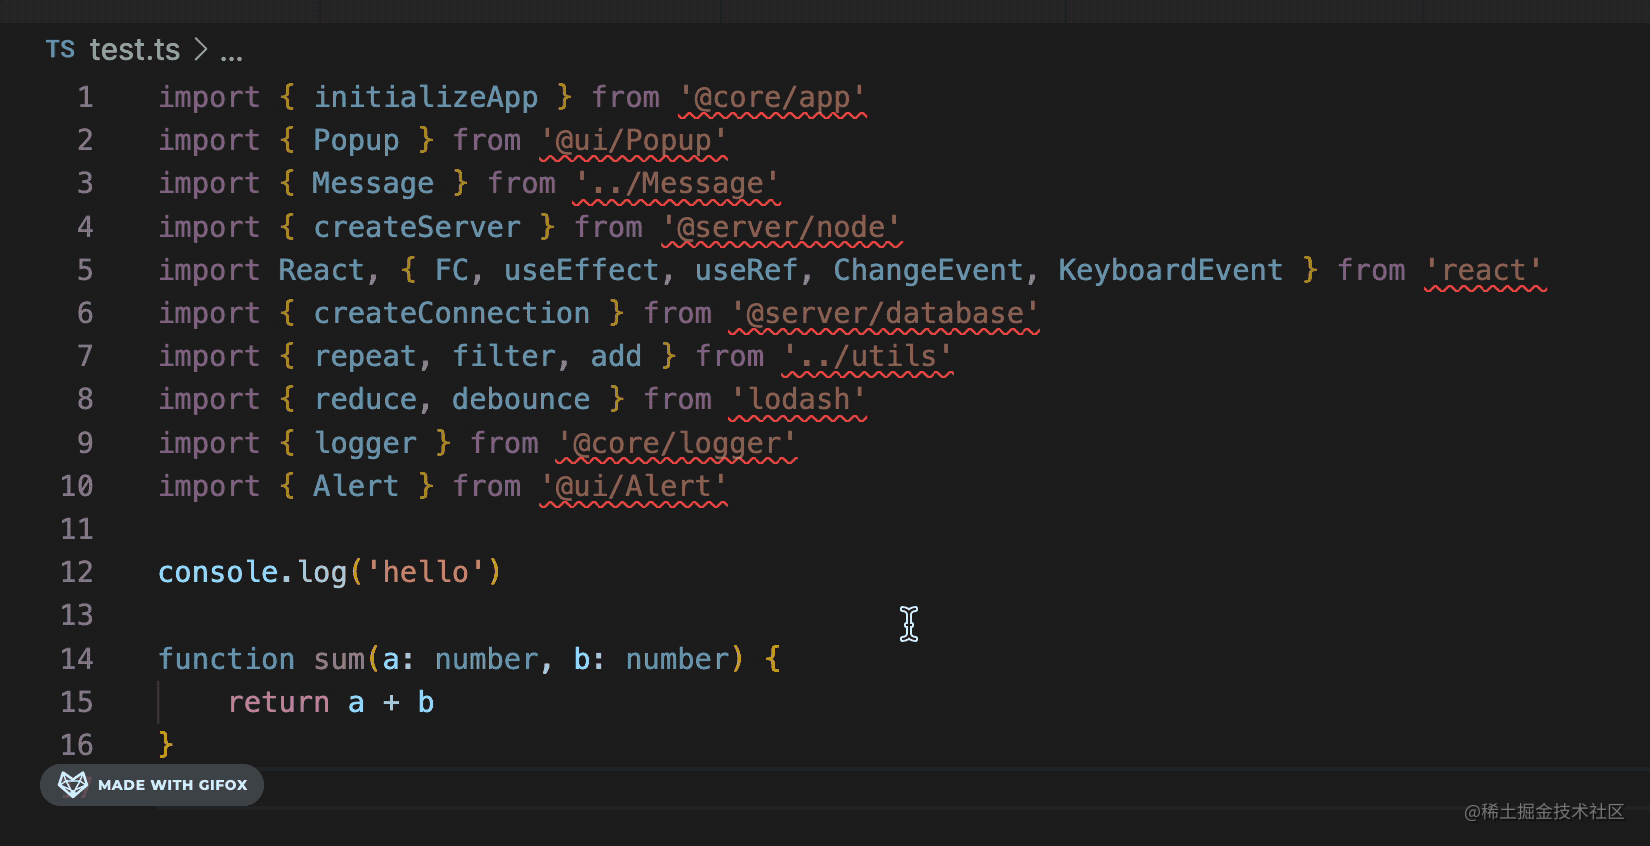 TS test.ts > ...
1 import { initializeApp } from '@core/app'
2 import { Popup } from '@ui/Popup'
3 import { Message } from '../Message'
4 import { createServer } from '@server/node'
5 import React, { FC, useEffect, useRef, ChangeEvent, KeyboardEvent } from 'react'
6 import { createConnection } from '@server/database'
7 import { repeat, filter, add } from '../utils'
8 import { reduce, debounce } from 'lodash'
9 import { logger } from '@core/logger'
10 import { Alert } from '@ui/Alert'
11
12 console.log('hello')
13
14 function sum(a: number, b: number) {
15     return a + b
16 }
MADE WITH GIFOX
@稀土掘金技术社区